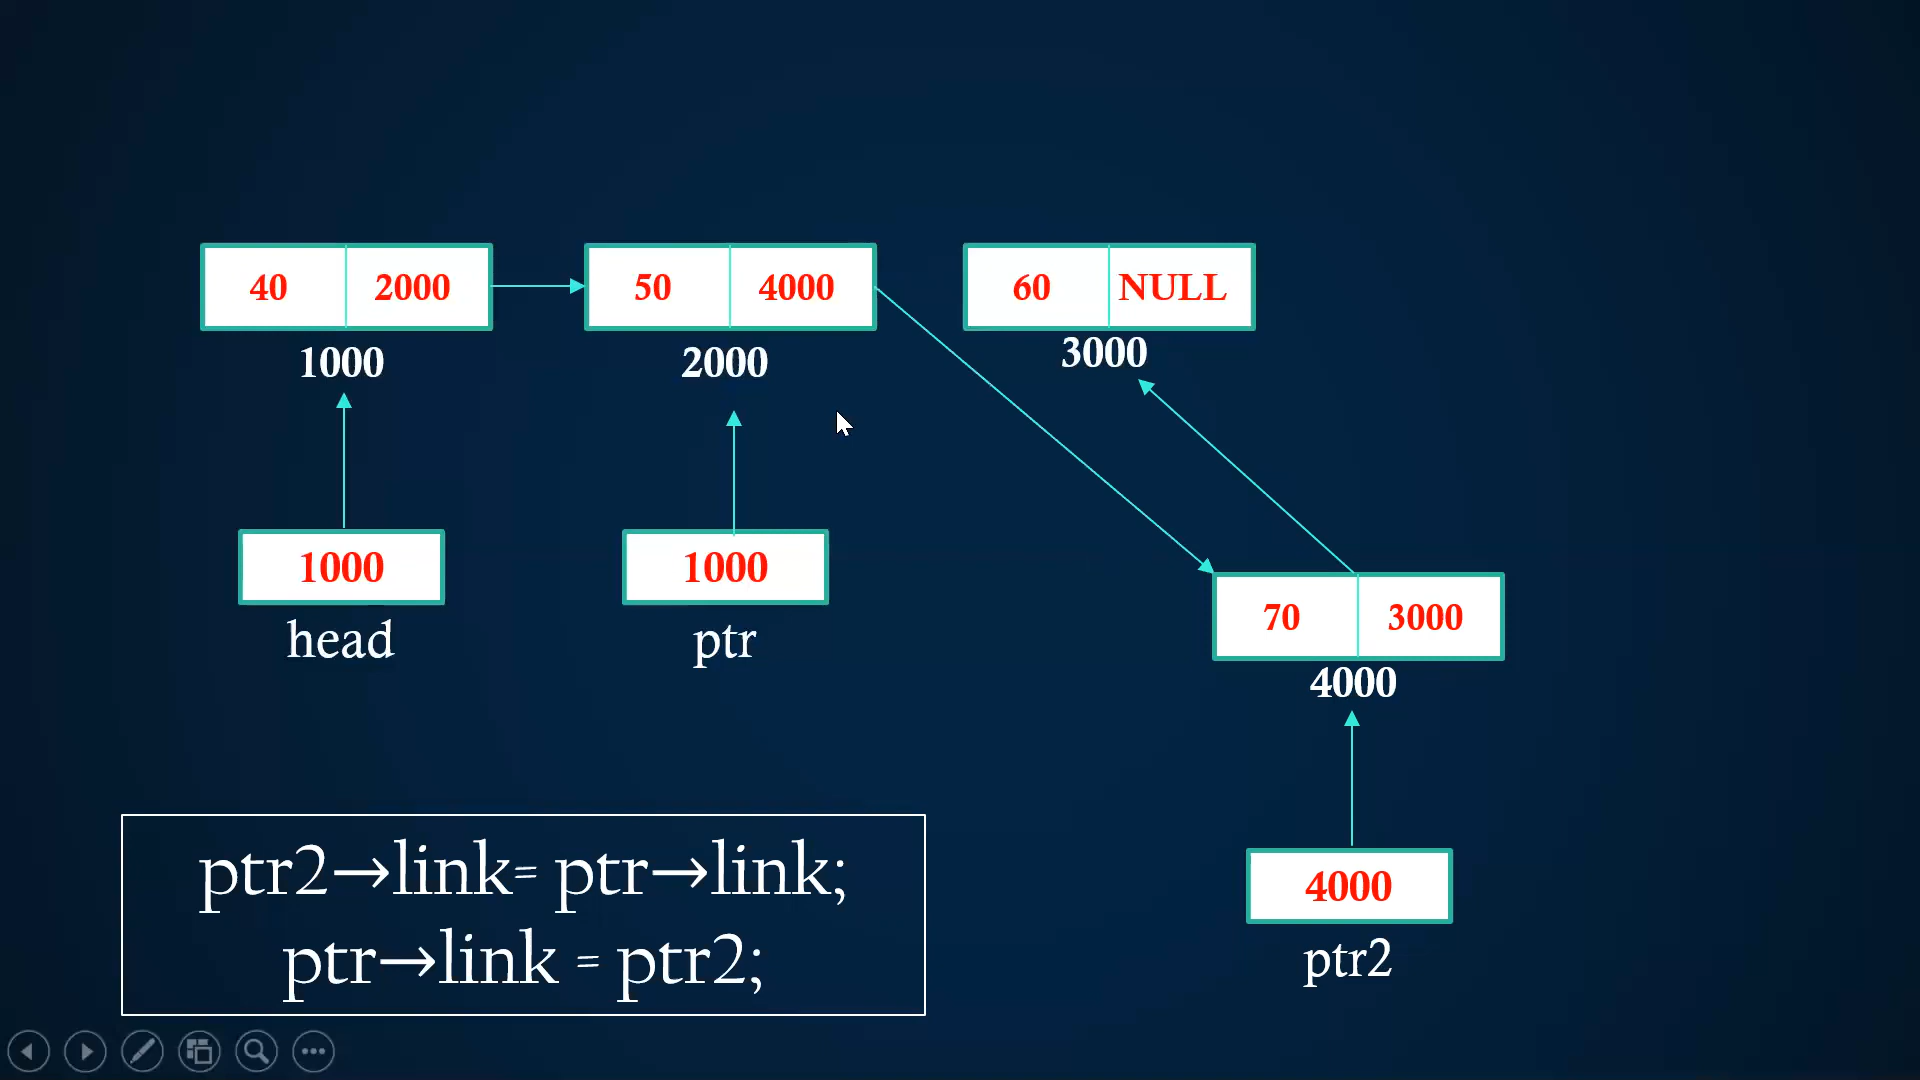 40 2000 50 4000 60 NULL
1000 2000 3000
1000 1000
head ptr
70 3000
4000
4000
ptr2
ptr2→link= ptr→link;
ptr→link = ptr2;